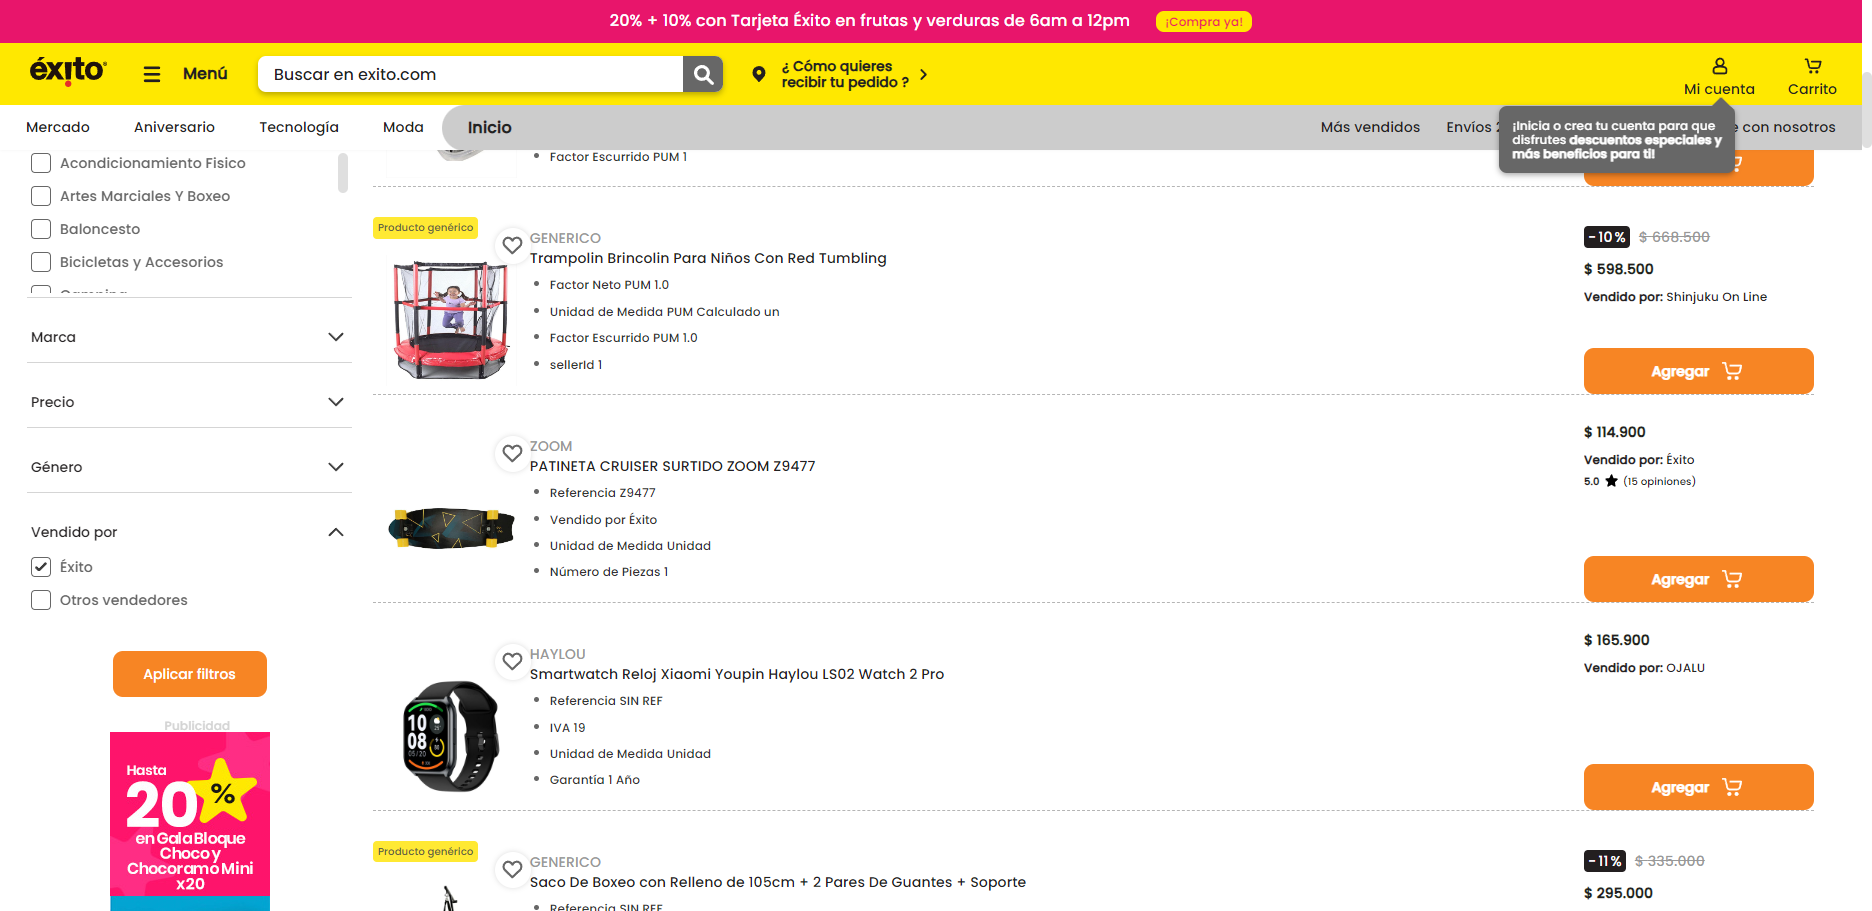 20% + 10% con Tarjeta Éxito en frutas y verduras de 6am a 12pm
¡Compra ya!
éxito
Menú
Buscar en exito.com
¿ Cómo quieres
recibir tu pedido ?
Mi cuenta
Carrito
Mercado
Aniversario
Tecnología
Moda
Inicio
Más vendidos
Envíos
con nosotros
¡Inicia o crea tu cuenta para que
disfrutes descuentos especiales y
más beneficios para ti!
Acondicionamiento Fisico
Artes Marciales Y Boxeo
Baloncesto
Bicicletas y Accesorios
Marca
Precio
Género
Vendido por
Éxito
Otros vendedores
Aplicar filtros
Publicidad
Hasta
20%
en Gala Bloque
Choco y
Chocoramo Mini
x20
Factor Escurrido PUM 1
Producto genérico
GENERICO
Trampolin Brincolin Para Niños Con Red Tumbling
Factor Neto PUM 1.0
Unidad de Medida PUM Calculado un
Factor Escurrido PUM 1.0
sellerId 1
-10% $ 668.500
$ 598.500
Vendido por: Shinjuku On Line
Agregar
ZOOM
PATINETA CRUISER SURTIDO ZOOM Z9477
Referencia Z9477
Vendido por Éxito
Unidad de Medida Unidad
Número de Piezas 1
$ 114.900
Vendido por: Éxito
5.0 (15 opiniones)
Agregar
HAYLOU
Smartwatch Reloj Xiaomi Youpin Haylou LS02 Watch 2 Pro
Referencia SIN REF
IVA 19
Unidad de Medida Unidad
Garantía 1 Año
10
08
$ 165.900
Vendido por: OJALU
Agregar
Producto genérico
GENERICO
Saco De Boxeo con Relleno de 105cm + 2 Pares De Guantes + Soporte
Referencia SIN REF
-11% $ 335.000
$ 295.000